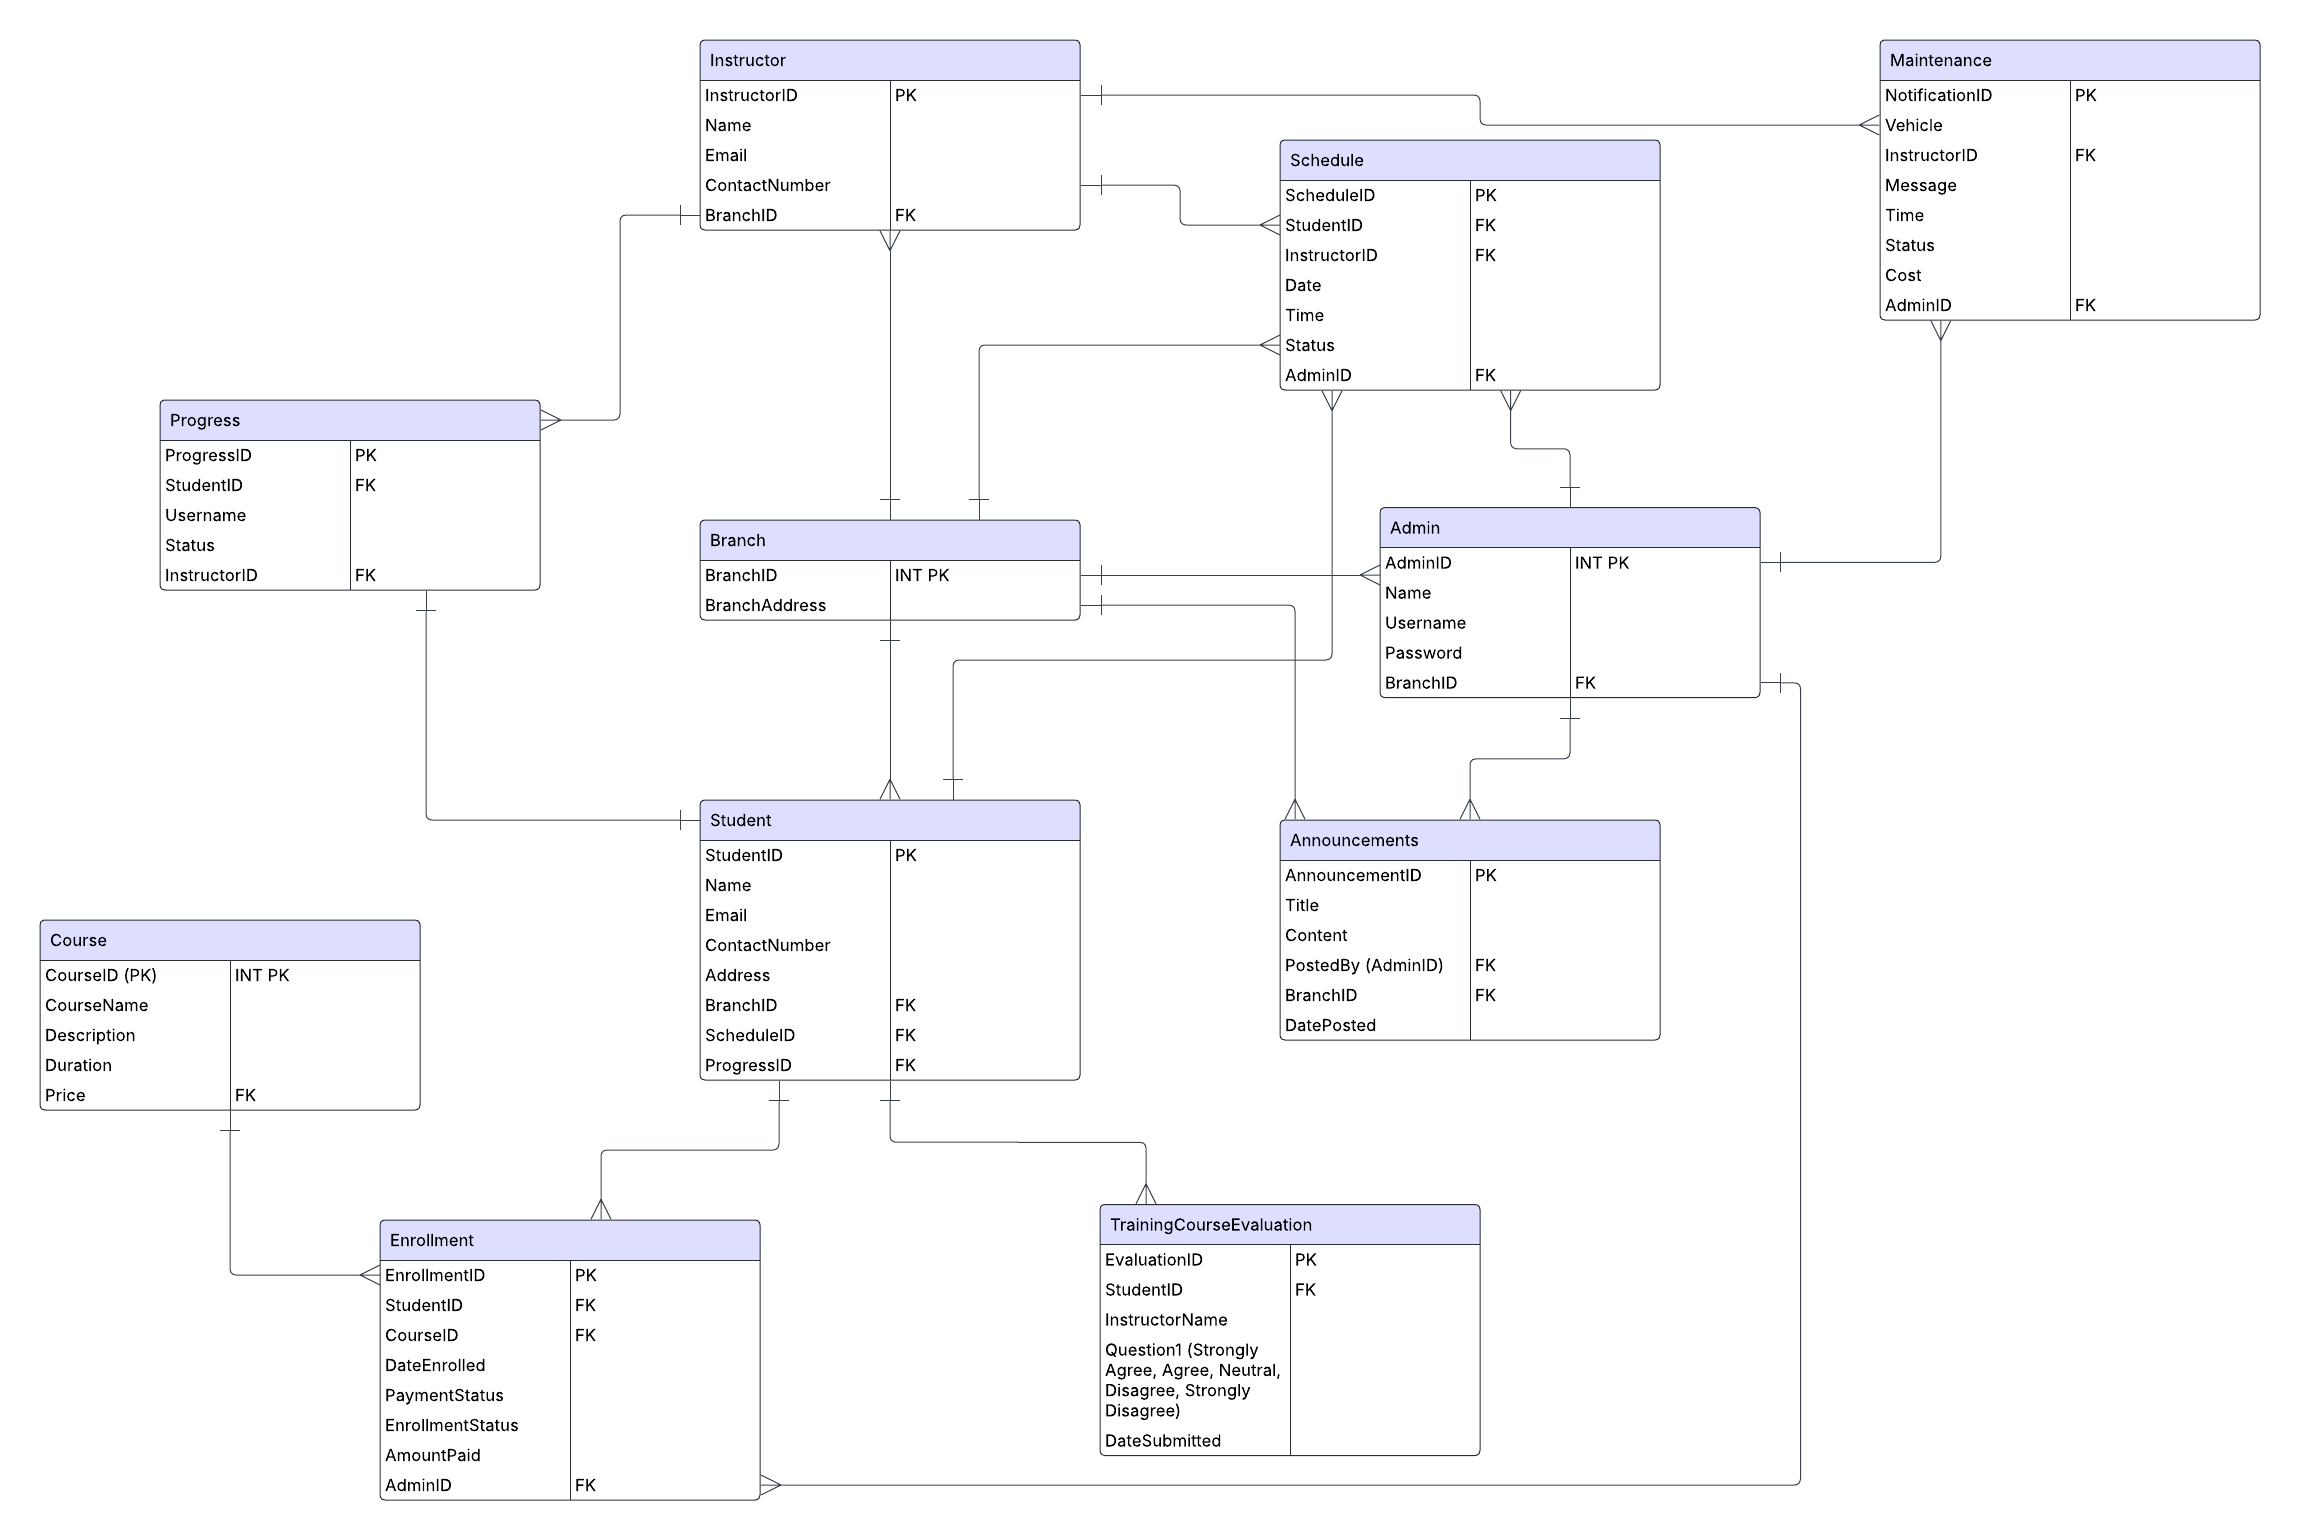 Instructor
InstructorID PK
Name
Email
ContactNumber
BranchID FK
Maintenance
NotificationID PK
Vehicle
InstructorID FK
Message
Time
Status
Cost
AdminID FK
Schedule
ScheduleID PK
StudentID FK
InstructorID FK
Date
Time
Status
AdminID FK
Progress
ProgressID PK
StudentID FK
Username
Status
InstructorID FK
Branch
BranchID INT PK
BranchAddress
Admin
AdminID INT PK
Name
Username
Password
BranchID FK
Student
StudentID PK
Name
Email
ContactNumber
Address
BranchID FK
ScheduleID FK
ProgressID FK
Announcements
AnnouncementID PK
Title
Content
PostedBy (AdminID) FK
BranchID FK
DatePosted
Course
CourseID (PK) INT PK
CourseName
Description
Duration
Price FK
Enrollment
EnrollmentID PK
StudentID FK
CourseID FK
DateEnrolled
PaymentStatus
EnrollmentStatus
AmountPaid
AdminID FK
TrainingCourseEvaluation
EvaluationID PK
StudentID FK
InstructorName
Question1 (Strongly
Agree, Agree, Neutral,
Disagree, Strongly
Disagree)
DateSubmitted